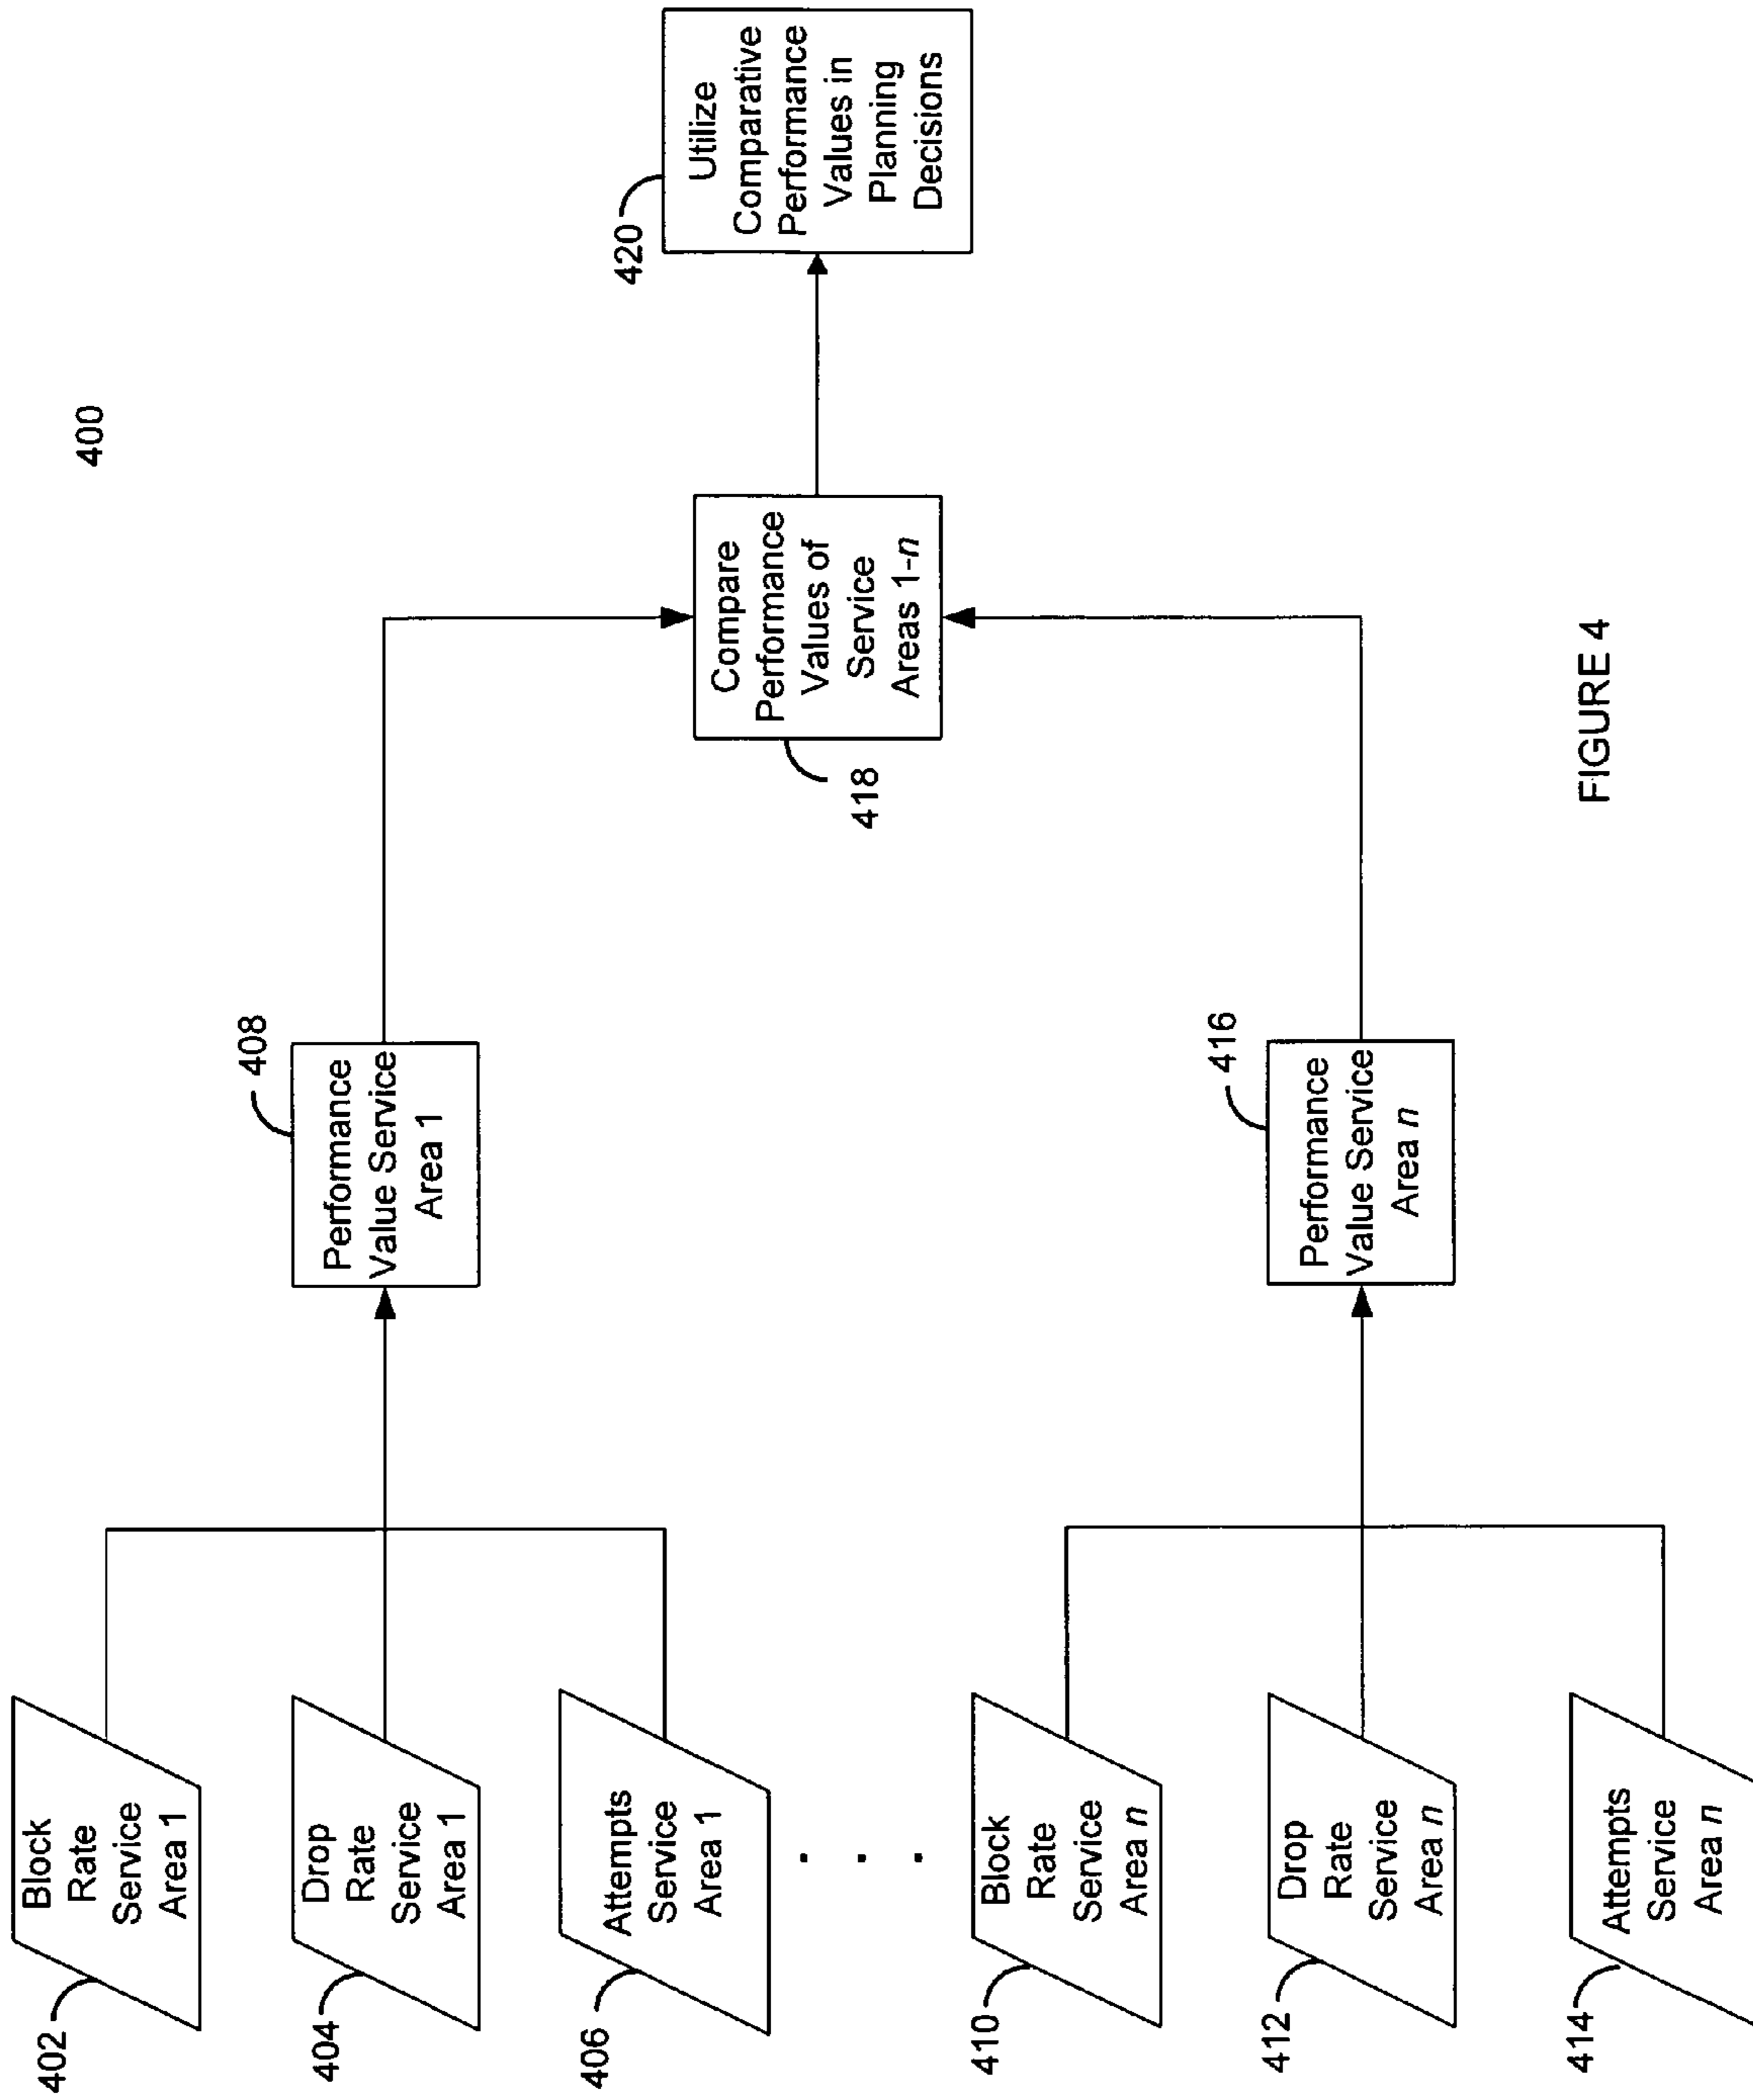 400
402
Block
Rate
Service
Area 1
404
Drop
Rate
Service
Area 1
406
Attempts
Service
Area 1
. . .
410
Block
Rate
Service
Area n
412
Drop
Rate
Service
Area n
414
Attempts
Service
Area n
408
Performance
Value Service
Area 1
416
Performance
Value Service
Area n
418
Compare
Performance
Values of
Service
Areas 1-n
420
Utilize
Comparative
Performance
Values in
Planning
Decisions
FIGURE 4